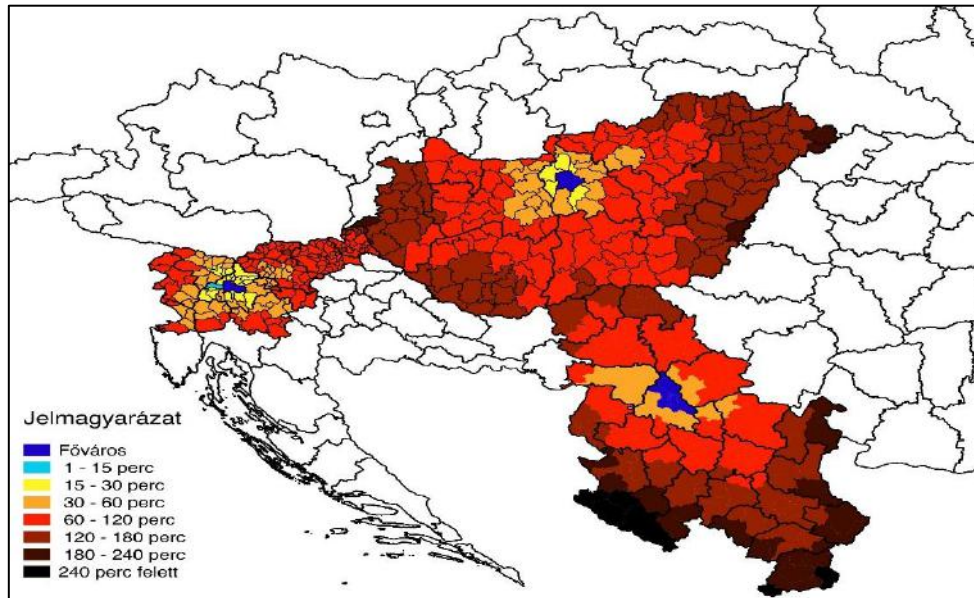 Jelmagyarázat
Főváros
1 - 15 perc
15 - 30 perc
30 - 60 perc
60 - 120 perc
120 - 180 perc
180 - 240 perc
240 perc felett